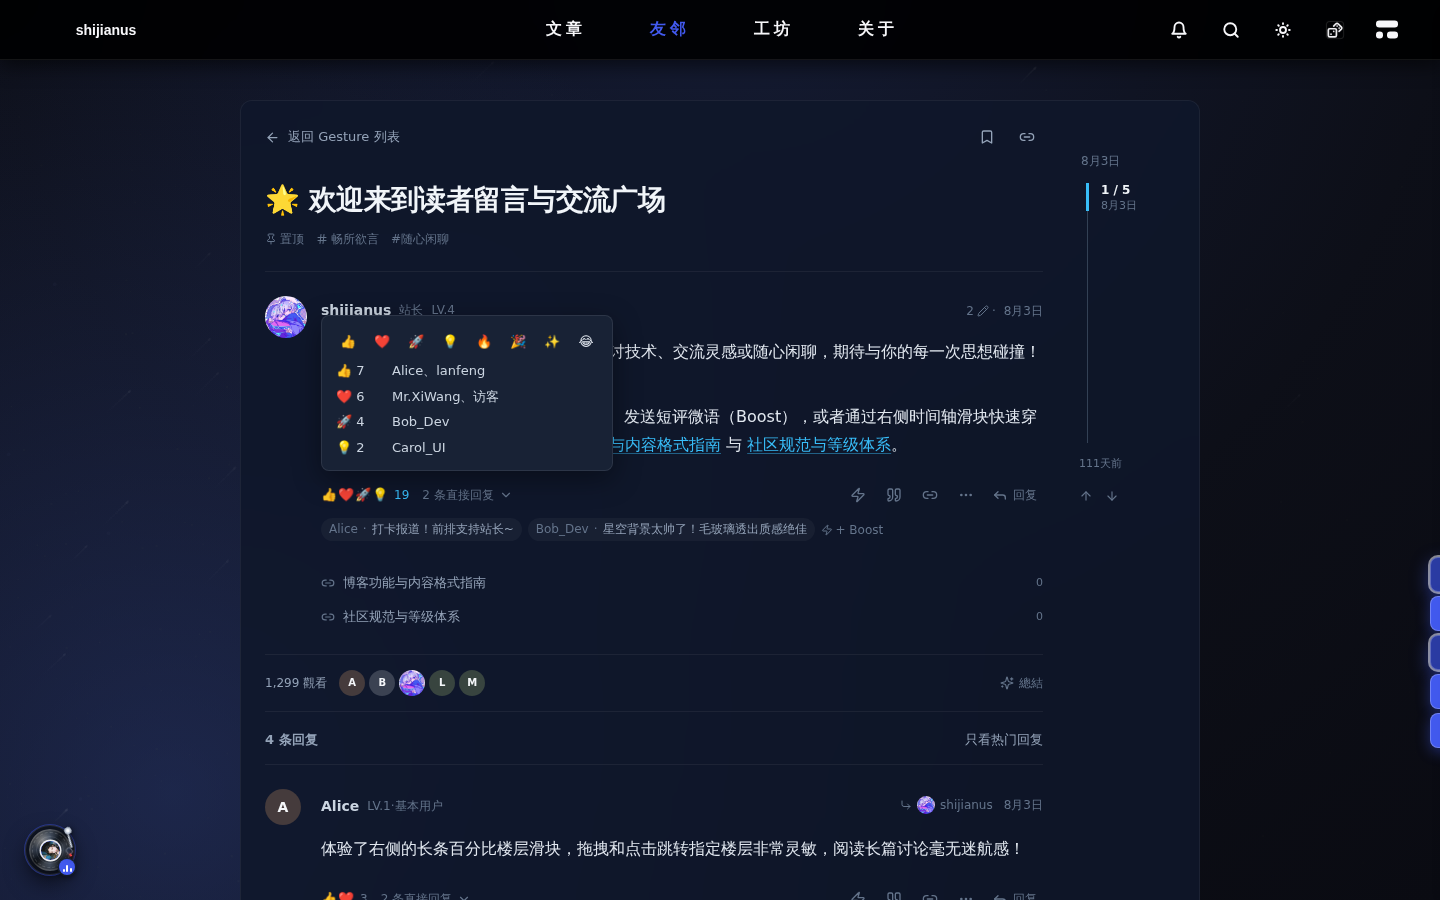 shijianus
文章
友邻
工坊
关于
返回 Gesture 列表
8月3日
1 / 5
8月3日
🌟 欢迎来到读者留言与交流广场
置顶 # 畅所欲言 #随心闲聊
shijianus 站长 LV.4
2 · 8月3日
👍 ❤️ 🚀 💡 🔥 🎉 ✨ 😂
讨技术、交流灵感或随心闲聊，期待与你的每一次思想碰撞！
👍 7 Alice、lanfeng
❤️ 6 Mr.XiWang、访客
🚀 4 Bob_Dev
发送短评微语（Boost），或者通过右侧时间轴滑块快速穿
💡 2 Carol_UI
与内容格式指南 与 社区规范与等级体系。
111天前
👍❤️🚀💡 19 2 条直接回复
回复
Alice · 打卡报道！前排支持站长~
Bob_Dev · 星空背景太帅了！毛玻璃透出质感绝佳
+ Boost
博客功能与内容格式指南 0
社区规范与等级体系 0
1,299 觀看 A B L M
總結
4 条回复
只看热门回复
A
Alice LV.1·基本用户
shijianus 8月3日
体验了右侧的长条百分比楼层滑块，拖拽和点击跳转指定楼层非常灵敏，阅读长篇讨论毫无迷航感！
👍❤️ 3 2 条直接回复
回复